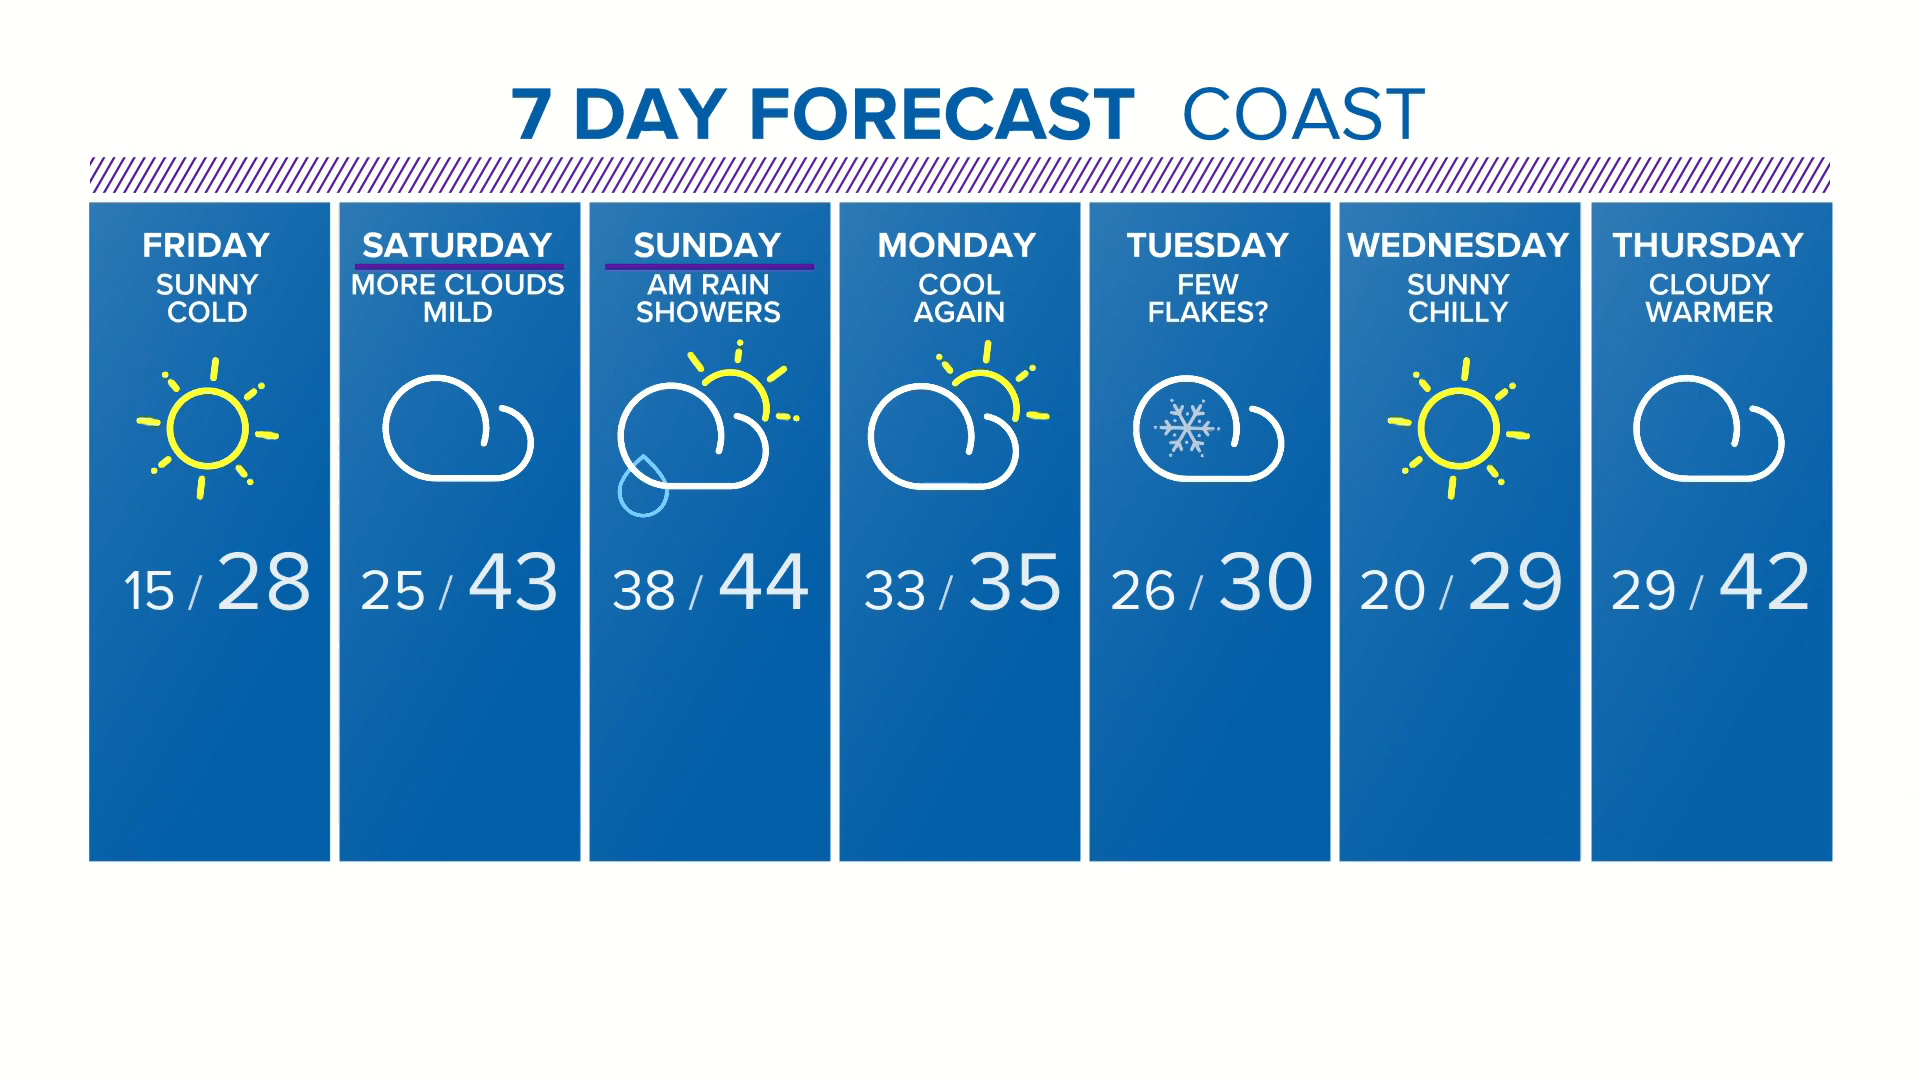 7 DAY FORECAST COAST
FRIDAY
SUNNY
COLD
15 / 28
SATURDAY
MORE CLOUDS
MILD
25 / 43
SUNDAY
AM RAIN
SHOWERS
38 / 44
MONDAY
COOL
AGAIN
33 / 35
TUESDAY
FEW
FLAKES?
26 / 30
WEDNESDAY
SUNNY
CHILLY
20 / 29
THURSDAY
CLOUDY
WARMER
29 / 42